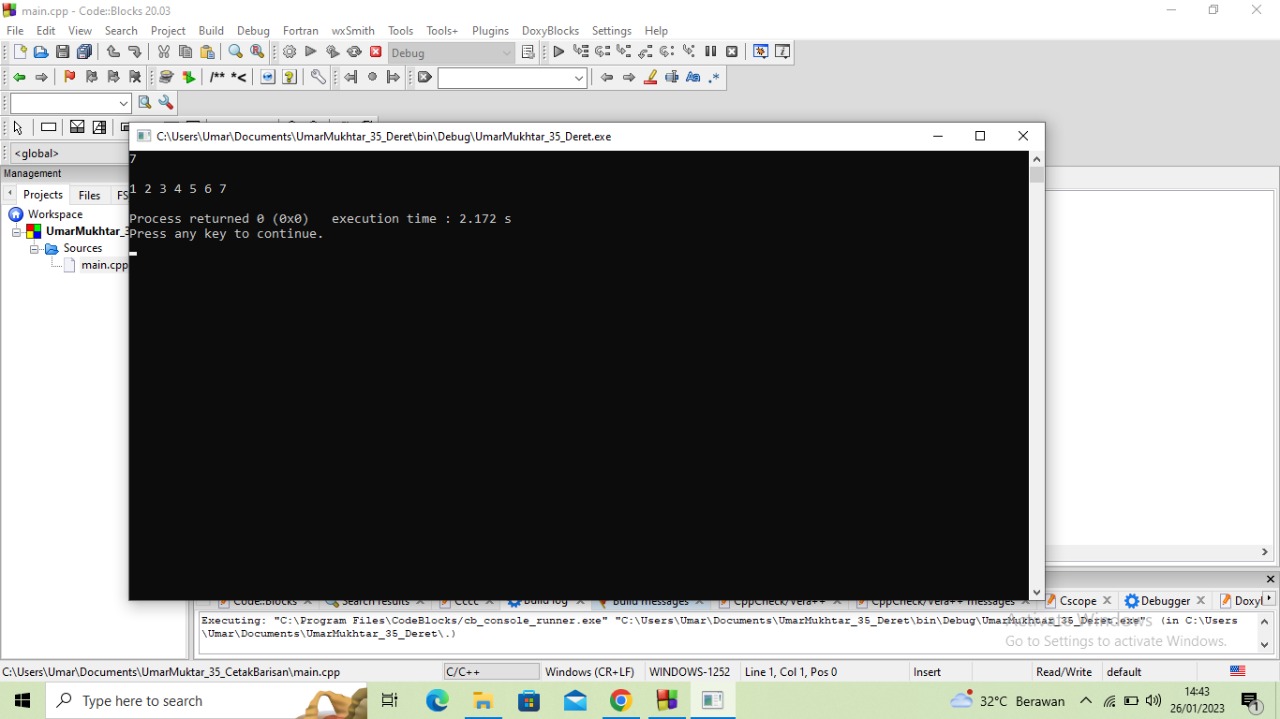 main.cpp - Code::Blocks 20.03
File Edit View Search Project Build Debug Fortran wxSmith Tools Tools+ Plugins DoxyBlocks Settings Help
Debug
/** *<
.*
<global>
C:\Users\Umar\Documents\UmarMukhtar_35_Deret\bin\Debug\UmarMukhtar_35_Deret.exe
7
1 2 3 4 5 6 7
Process returned 0 (0x0) execution time : 2.172 s
Press any key to continue.
Management
Projects Files FS
Workspace
UmarMukhtar_3
Sources
main.cpp
Code::Blocks Search results Cccc Build log Build messages CppCheck/Vera++ CppCheck/Vera++ messages Cscope Debugger Doxyl
Executing: "C:\Program Files\CodeBlocks/cb_console_runner.exe" "C:\Users\Umar\Documents\UmarMukhtar_35_Deret\bin\Debug\UmarMukhtar_35_Deret.exe" (in C:\Users
\Umar\Documents\UmarMukhtar_35_Deret\.)
Activate Windows
Go to Settings to activate Windows.
C:\Users\Umar\Documents\UmarMuktar_35_CetakBarisan\main.cpp C/C++ Windows (CR+LF) WINDOWS-1252 Line 1, Col 1, Pos 0 Insert Read/Write default
Type here to search
32°C Berawan
14:43
26/01/2023
1